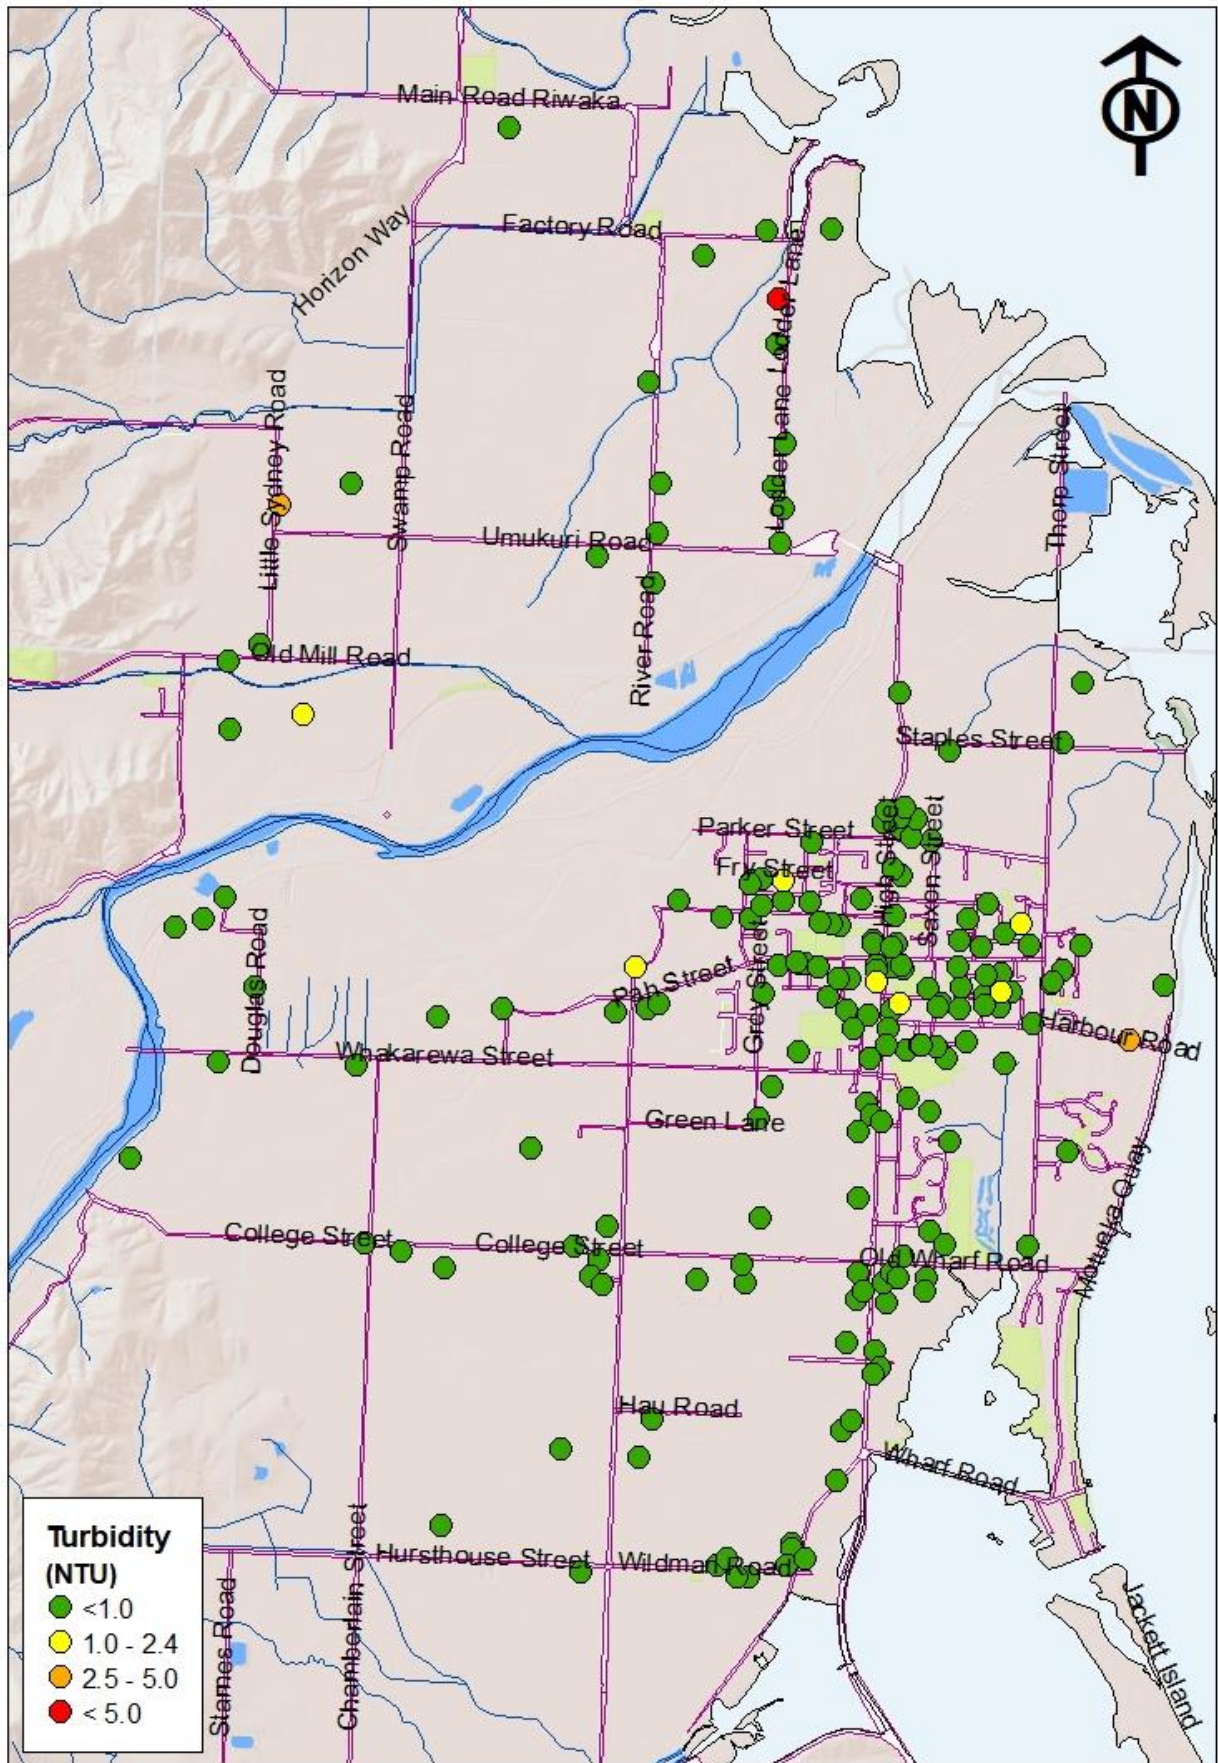 N
Main Road Riwaka
Factory Road
Horizon Way
Lodder Lane
Lodder Lane
Little Sydney Road
Swamp Road
Thorp Street
Umukuri Road
River Road
Old Mill Road
Staples Street
Parker Street
High Street
Saxon Street
Fry Street
Grey Street
Pah Street
Douglas Road
Harbour Road
Whakarewa Street
Green Lane
Motueka Quay
College Street
College Street
Old Wharf Road
Hau Road
Wharf Road
Chamberlain Street
Hursthouse Street
Wildman Road
Stames Road
Jackett Island
Turbidity
(NTU)
<1.0
1.0 - 2.4
2.5 - 5.0
< 5.0